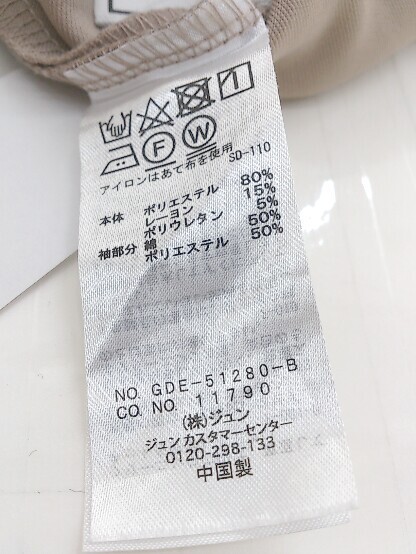 F W
アイロンはあて布を使用
SD-110
本体 ポリエステル 80%
レーヨン 15%
ポリウレタン 5%
袖部分 綿 50%
ポリエステル 50%
NO. GDE-51280-B
CO. NO. 11790
(株)ジュン
ジュン カスタマーセンター
0120-298-133
中国製